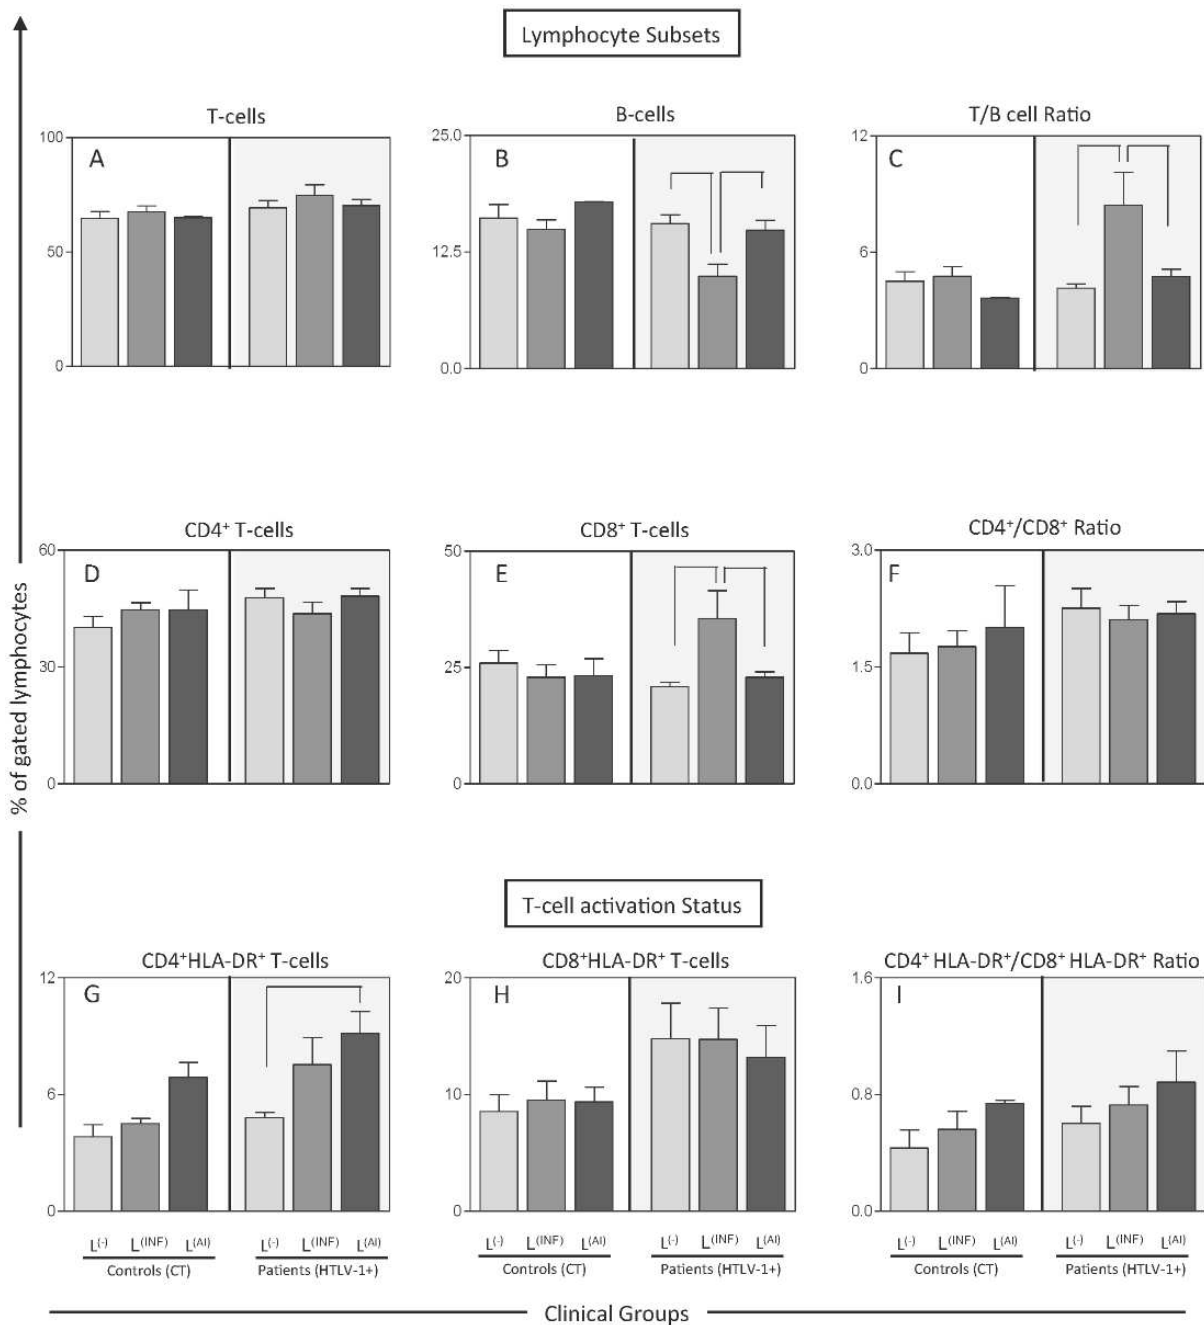 Lymphocyte Subsets
T-cells
B-cells
T/B cell Ratio
100
50
0
A
25.0
12.5
0.0
B
12
6
0
C
CD4⁺ T-cells
CD8⁺ T-cells
CD4⁺/CD8⁺ Ratio
60
30
0
D
50
25
0
E
3.0
1.5
0.0
F
% of gated lymphocytes
T-cell activation Status
CD4⁺HLA-DR⁺ T-cells
CD8⁺HLA-DR⁺ T-cells
CD4⁺ HLA-DR⁺/CD8⁺ HLA-DR⁺ Ratio
12
6
0
G
20
10
0
H
1.6
0.8
0.0
I
L⁽⁻⁾ L⁽ᴵᴺꟳ⁾ L⁽ᴬᴵ⁾ L⁽⁻⁾ L⁽ᴵᴺꟳ⁾ L⁽ᴬᴵ⁾
Controls (CT) Patients (HTLV-1+)
L⁽⁻⁾ L⁽ᴵᴺꟳ⁾ L⁽ᴬᴵ⁾ L⁽⁻⁾ L⁽ᴵᴺꟳ⁾ L⁽ᴬᴵ⁾
Controls (CT) Patients (HTLV-1+)
L⁽⁻⁾ L⁽ᴵᴺꟳ⁾ L⁽ᴬᴵ⁾ L⁽⁻⁾ L⁽ᴵᴺꟳ⁾ L⁽ᴬᴵ⁾
Controls (CT) Patients (HTLV-1+)
Clinical Groups